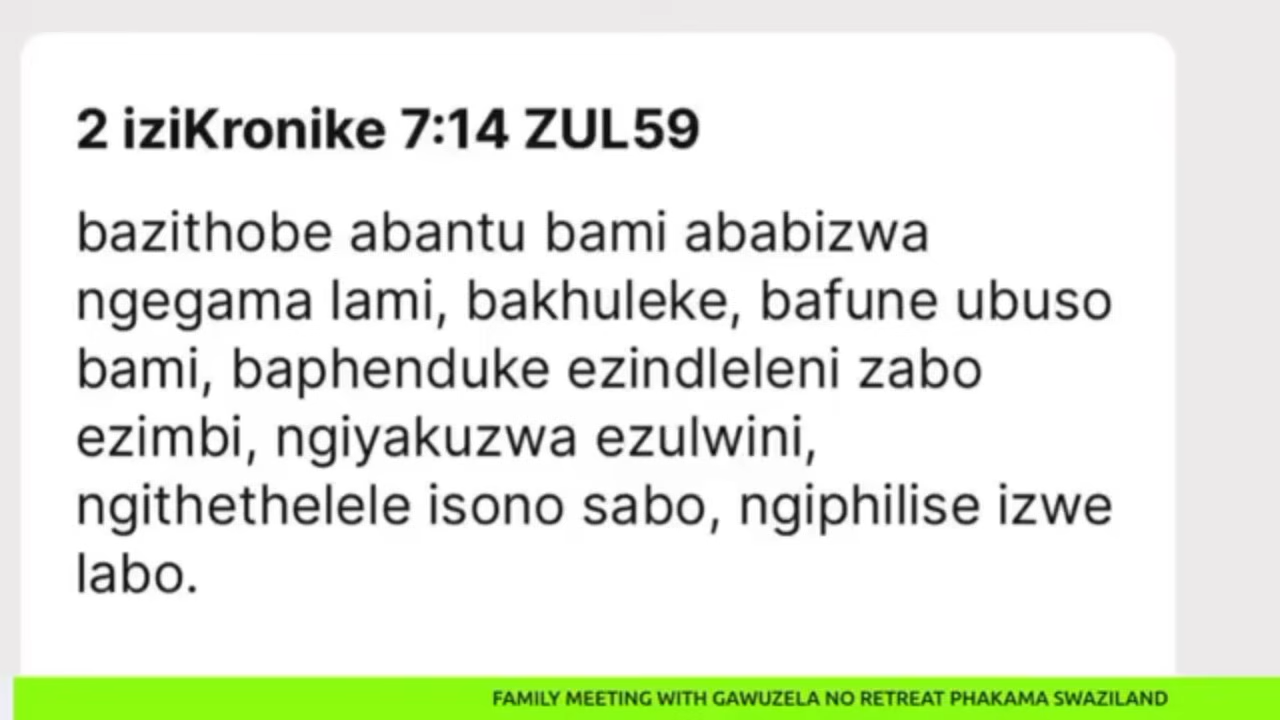 2 iziKronike 7:14 ZUL59
bazithobe abantu bami ababizwa
ngegama lami, bakhuleke, bafune ubuso
bami, baphenduke ezindleleni zabo
ezimbi, ngiyakuzwa ezulwini,
ngithethelele isono sabo, ngiphilise izwe
labo.
FAMILY MEETING WITH GAWUZELA NO RETREAT PHAKAMA SWAZILAND